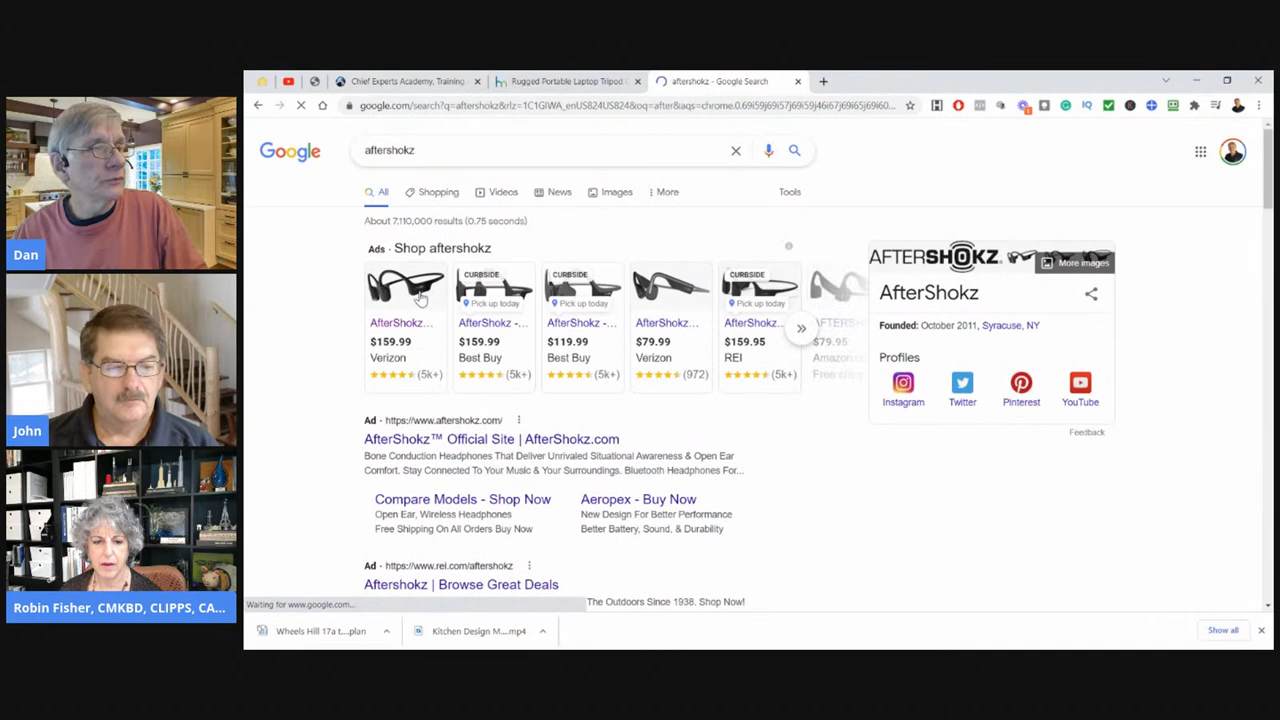 Dan
John
Robin Fisher, CMKBD, CLIPPS, CA...
Chief Experts Academy, Training
Rugged Portable Laptop Tripod
aftershokz - Google Search
google.com/search?q=aftershokz&rlz=1C1GIWA_enUS824US824&oq=after&aqs=chrome.0.69i59j69i57j69i59j46i67j69i65j69i60...
Google
aftershokz
All
Shopping
Videos
News
Images
More
Tools
About 7,110,000 results (0.75 seconds)
Ads · Shop aftershokz
AfterShokz...
$159.99
Verizon
(5k+)
CURBSIDE
Pick up today
AfterShokz -...
$159.99
Best Buy
(5k+)
CURBSIDE
Pick up today
AfterShokz -...
$119.99
Best Buy
(5k+)
AfterShokz...
$79.99
Verizon
(972)
CURBSIDE
Pick up today
AfterShokz...
$159.95
REI
(5k+)
$79.95
Amazon.co
Free ship
Ad · https://www.aftershokz.com/
AfterShokz™ Official Site | AfterShokz.com
Bone Conduction Headphones That Deliver Unrivaled Situational Awareness & Open Ear
Comfort. Stay Connected To Your Music & Your Surroundings. Bluetooth Headphones For...
Compare Models - Shop Now
Open Ear, Wireless Headphones
Free Shipping On All Orders Buy Now
Aeropex - Buy Now
New Design For Better Performance
Better Battery, Sound, & Durability
Ad · https://www.rei.com/aftershokz
Aftershokz | Browse Great Deals
The Outdoors Since 1938. Shop Now!
AFTERSHOKZ.
More images
AfterShokz
Founded: October 2011, Syracuse, NY
Profiles
Instagram
Twitter
Pinterest
YouTube
Feedback
Waiting for www.google.com...
Wheels Hill 17a t....plan
Kitchen Design M....mp4
Show all